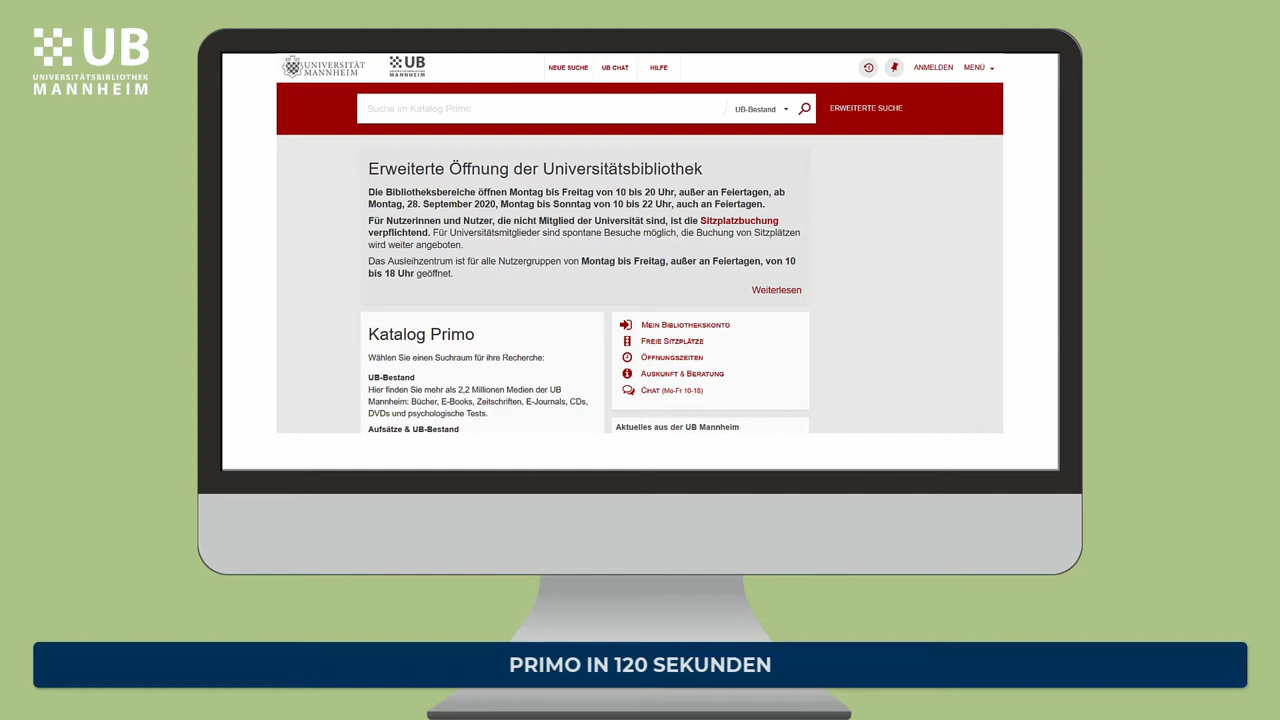 UB
UNIVERSITÄTSBIBLIOTHEK
MANNHEIM
UNIVERSITÄT
MANNHEIM
UB
MANNHEIM
NEUE SUCHE
UB CHAT
HILFE
ANMELDEN
MENÜ
Suche im Katalog Primo
UB-Bestand
ERWEITERTE SUCHE
Erweiterte Öffnung der Universitätsbibliothek
Die Bibliotheksbereiche öffnen Montag bis Freitag von 10 bis 20 Uhr, außer an Feiertagen, ab
Montag, 28. September 2020, Montag bis Sonntag von 10 bis 22 Uhr, auch an Feiertagen.
Für Nutzerinnen und Nutzer, die nicht Mitglied der Universität sind, ist die Sitzplatzbuchung
verpflichtend. Für Universitätsmitglieder sind spontane Besuche möglich, die Buchung von Sitzplätzen
wird weiter angeboten.
Das Ausleihzentrum ist für alle Nutzergruppen von Montag bis Freitag, außer an Feiertagen, von 10
bis 18 Uhr geöffnet.
Weiterlesen
Katalog Primo
Wählen Sie einen Suchraum für ihre Recherche:
UB-Bestand
Hier finden Sie mehr als 2,2 Millionen Medien der UB
Mannheim: Bücher, E-Books, Zeitschriften, E-Journals, CDs,
DVDs und psychologische Tests.
Aufsätze & UB-Bestand
MEIN BIBLIOTHEKSKONTO
FREIE SITZPLÄTZE
ÖFFNUNGSZEITEN
AUSKUNFT & BERATUNG
CHAT (MO-FR 10-18)
Aktuelles aus der UB Mannheim
PRIMO IN 120 SEKUNDEN